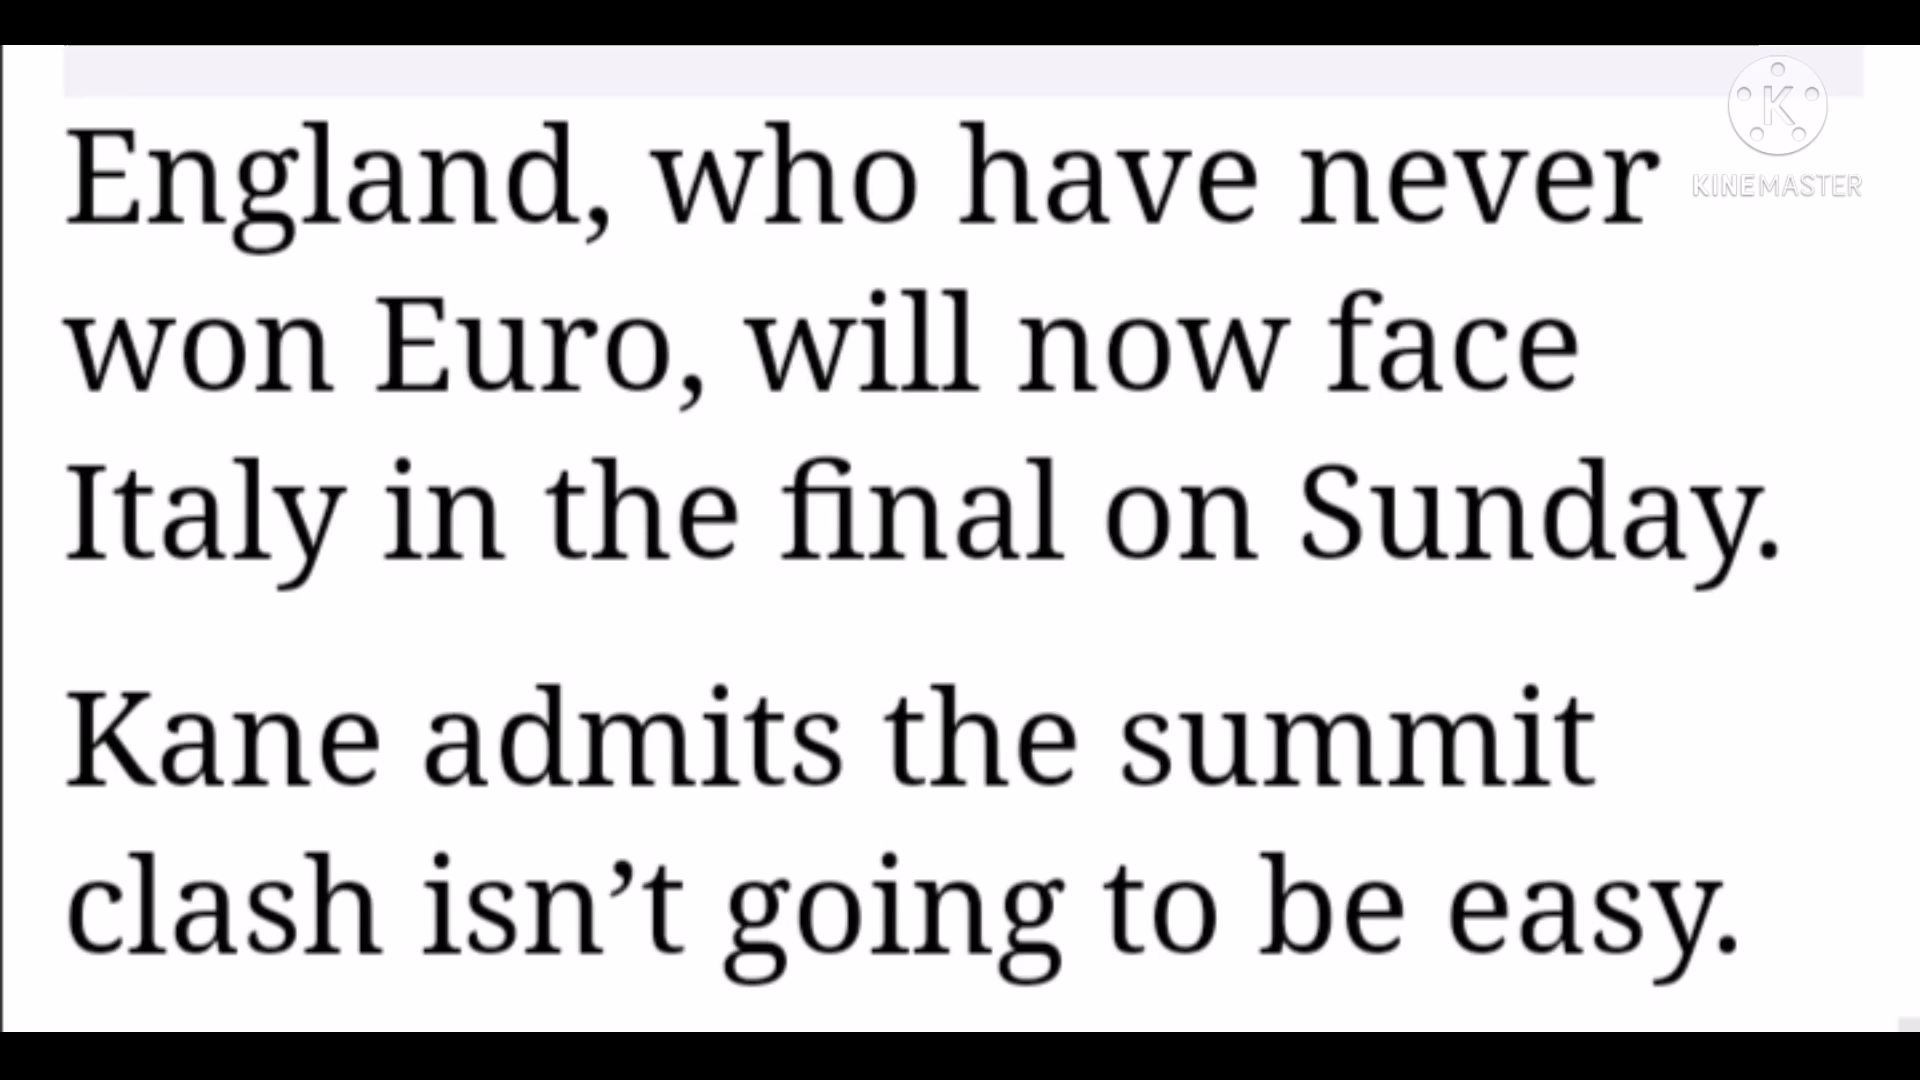 England, who have never
K
KINEMASTER
won Euro, will now face
Italy in the final on Sunday.
Kane admits the summit
clash isn’t going to be easy.